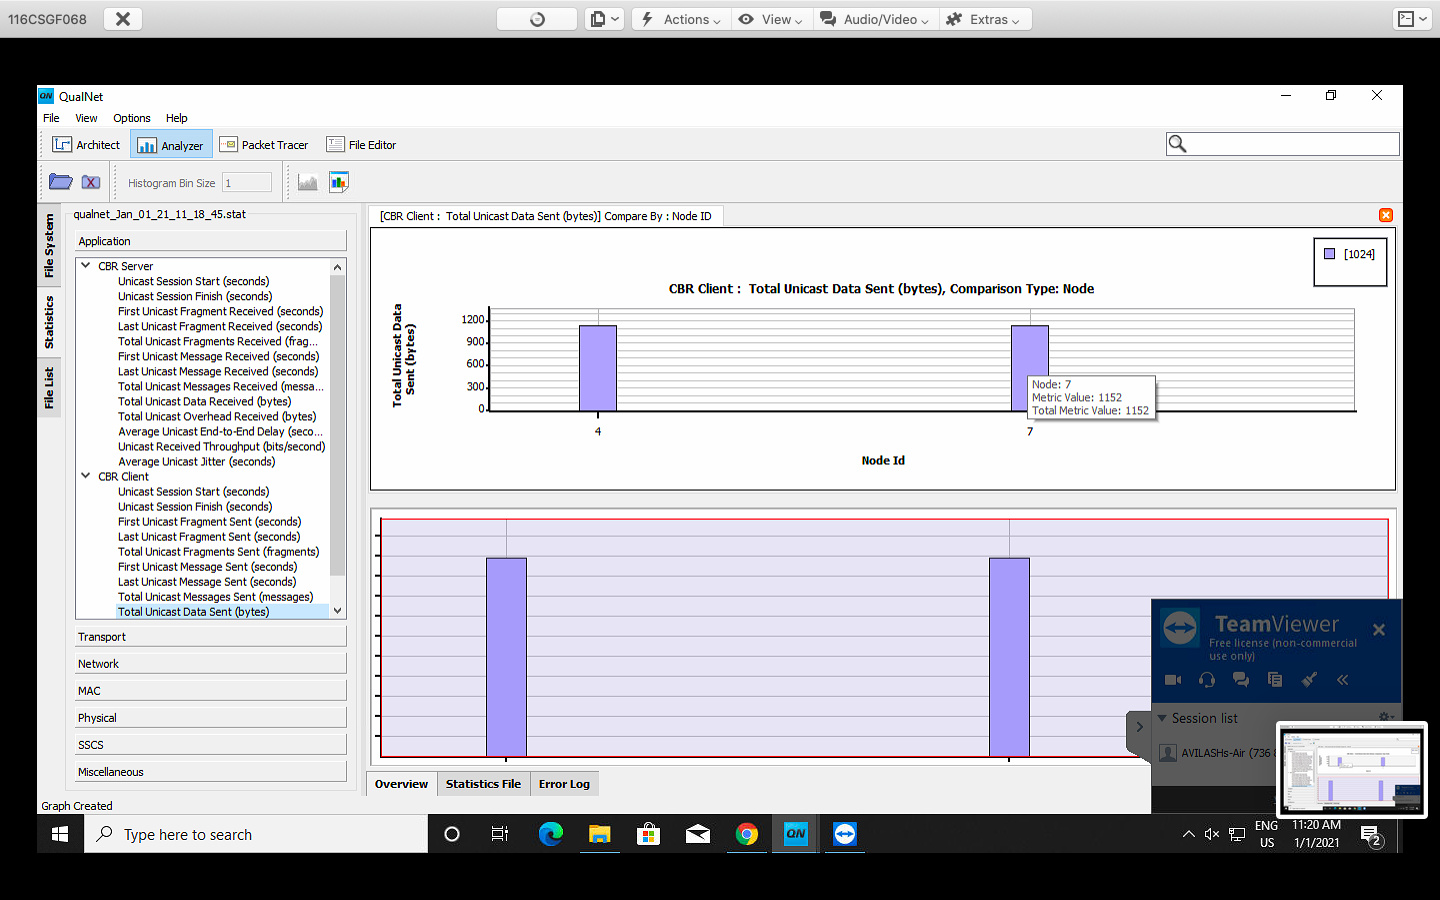 116CSGF068
Actions
View
Audio/Video
Extras
QN QualNet
File View Options Help
Architect Analyzer Packet Tracer File Editor
Histogram Bin Size 1
File System
Statistics
File List
qualnet_Jan_01_21_11_18_45.stat
Application
CBR Server
Unicast Session Start (seconds)
Unicast Session Finish (seconds)
First Unicast Fragment Received (seconds)
Last Unicast Fragment Received (seconds)
Total Unicast Fragments Received (frag...
First Unicast Message Received (seconds)
Last Unicast Message Received (seconds)
Total Unicast Messages Received (messa...
Total Unicast Data Received (bytes)
Total Unicast Overhead Received (bytes)
Average Unicast End-to-End Delay (seco...
Unicast Received Throughput (bits/second)
Average Unicast Jitter (seconds)
CBR Client
Unicast Session Start (seconds)
Unicast Session Finish (seconds)
First Unicast Fragment Sent (seconds)
Last Unicast Fragment Sent (seconds)
Total Unicast Fragments Sent (fragments)
First Unicast Message Sent (seconds)
Last Unicast Message Sent (seconds)
Total Unicast Messages Sent (messages)
Total Unicast Data Sent (bytes)
Transport
Network
MAC
Physical
SSCS
Miscellaneous
[CBR Client : Total Unicast Data Sent (bytes)] Compare By : Node ID
[1024]
CBR Client : Total Unicast Data Sent (bytes), Comparison Type: Node
Total Unicast Data
Sent (bytes)
1200
900
600
300
0
4
7
Node: 7
Metric Value: 1152
Total Metric Value: 1152
Node Id
TeamViewer
Free license (non-commercial
use only)
Session list
AVILASHs-Air (736
Overview Statistics File Error Log
Graph Created
Type here to search
QN
ENG
US
11:20 AM
1/1/2021
2